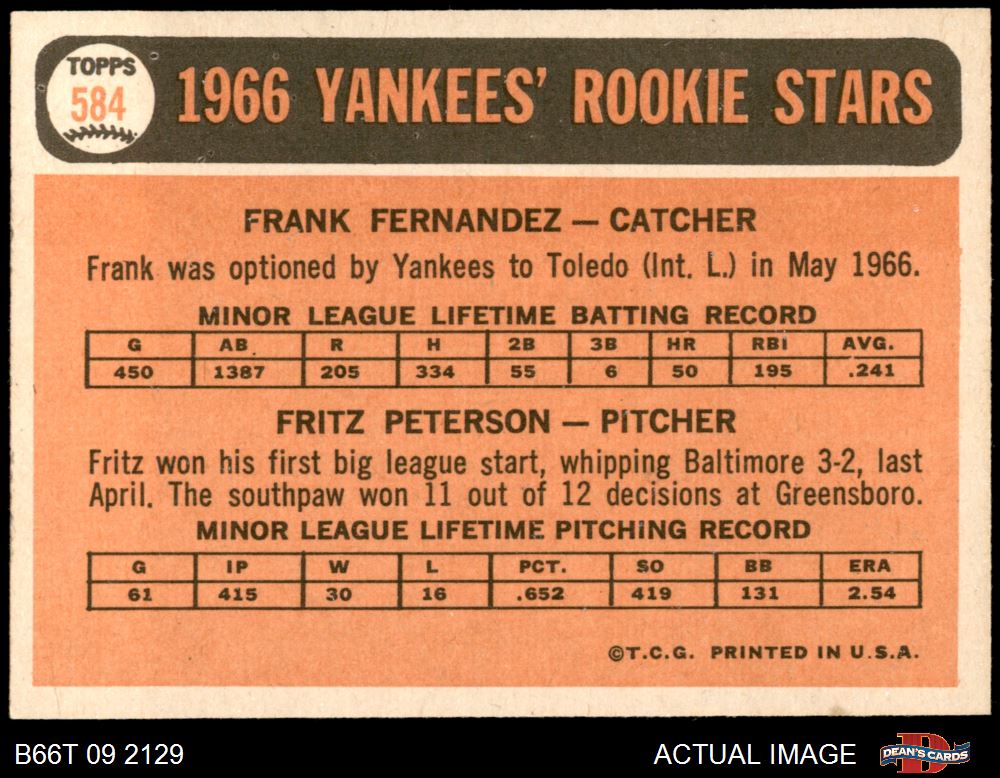 TOPPS
584
1966 YANKEES' ROOKIE STARS
FRANK FERNANDEZ — CATCHER
Frank was optioned by Yankees to Toledo (Int. L.) in May 1966.
MINOR LEAGUE LIFETIME BATTING RECORD
G AB R H 2B 3B HR RBI AVG.
450 1387 205 334 55 6 50 195 .241
FRITZ PETERSON — PITCHER
Fritz won his first big league start, whipping Baltimore 3-2, last
April. The southpaw won 11 out of 12 decisions at Greensboro.
MINOR LEAGUE LIFETIME PITCHING RECORD
G IP W L PCT. SO BB ERA
61 415 30 16 .652 419 131 2.54
©T.C.G. PRINTED IN U.S.A.
B66T 09 2129
ACTUAL IMAGE
DEAN'S CARDS